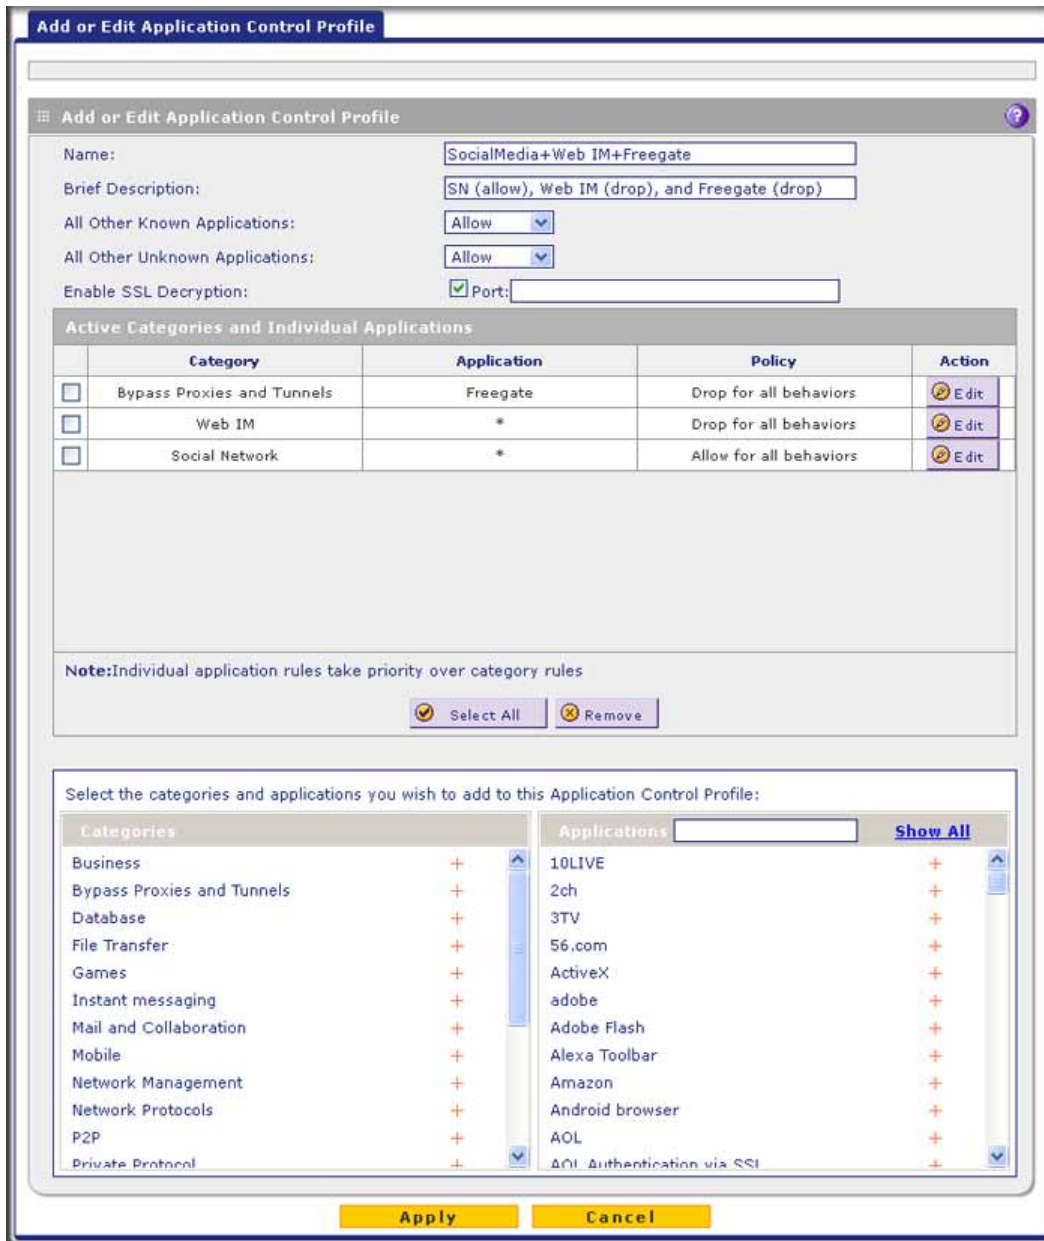 Add or Edit Application Control Profile
Add or Edit Application Control Profile
?
Name: SocialMedia+Web IM+Freegate
Brief Description: SN (allow), Web IM (drop), and Freegate (drop)
All Other Known Applications: Allow
All Other Unknown Applications: Allow
Enable SSL Decryption: Port:
Active Categories and Individual Applications
Category Application Policy Action
Bypass Proxies and Tunnels Freegate Drop for all behaviors Edit
Web IM * Drop for all behaviors Edit
Social Network * Allow for all behaviors Edit
Note:Individual application rules take priority over category rules
Select All Remove
Select the categories and applications you wish to add to this Application Control Profile:
Categories Applications Show All
Business + 10LIVE +
Bypass Proxies and Tunnels + 2ch +
Database + 3TV +
File Transfer + 56.com +
Games + ActiveX +
Instant messaging + adobe +
Mail and Collaboration + Adobe Flash +
Mobile + Alexa Toolbar +
Network Management + Amazon +
Network Protocols + Android browser +
P2P + AOL +
Private Protocol + AOL Authentication via SSL +
Apply Cancel